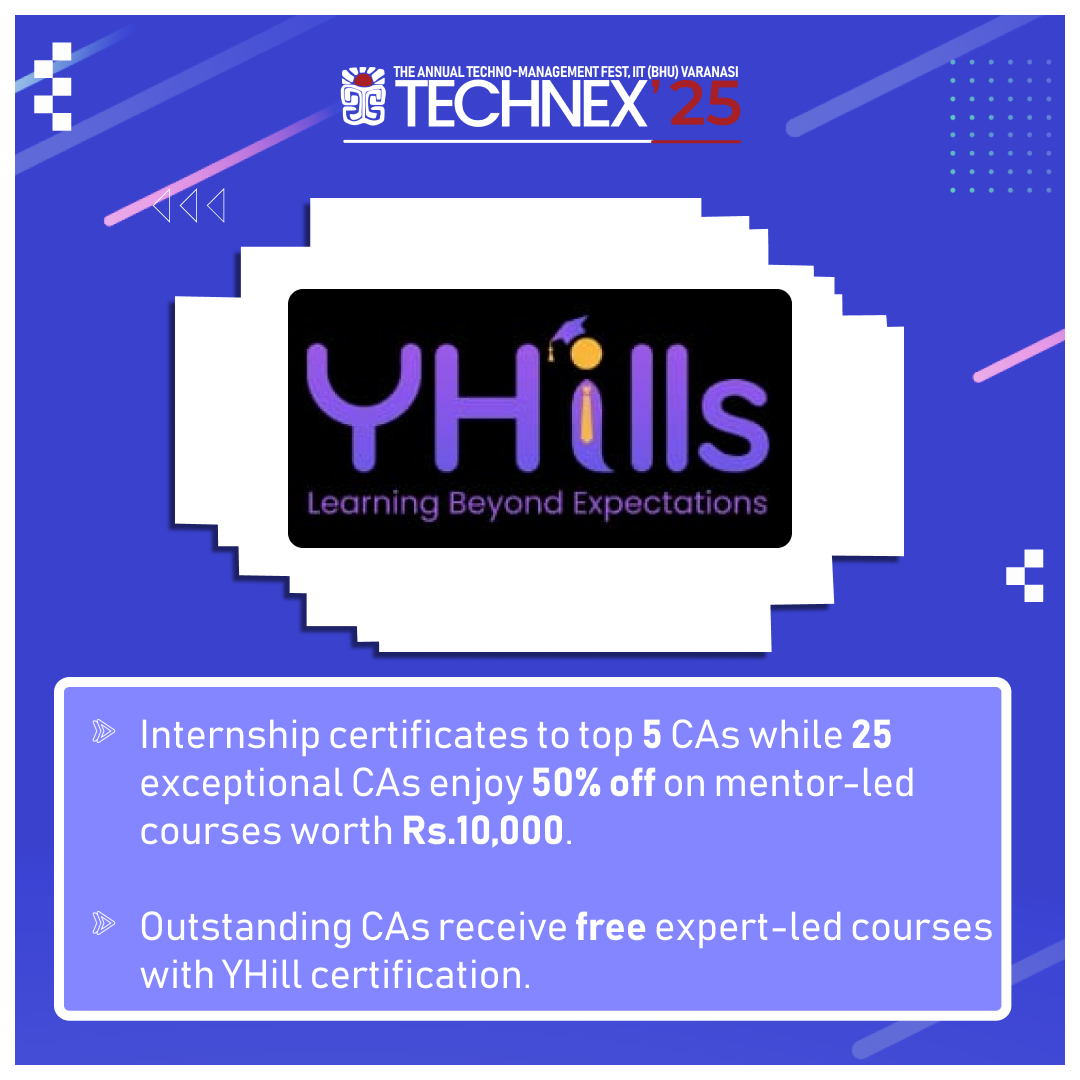 THE ANNUAL TECHNO-MANAGEMENT FEST, IIT (BHU) VARANASI
TECHNEX'25
YHills
Learning Beyond Expectations
Internship certificates to top 5 CAs while 25
exceptional CAs enjoy 50% off on mentor-led
courses worth Rs.10,000.
Outstanding CAs receive free expert-led courses
with YHill certification.